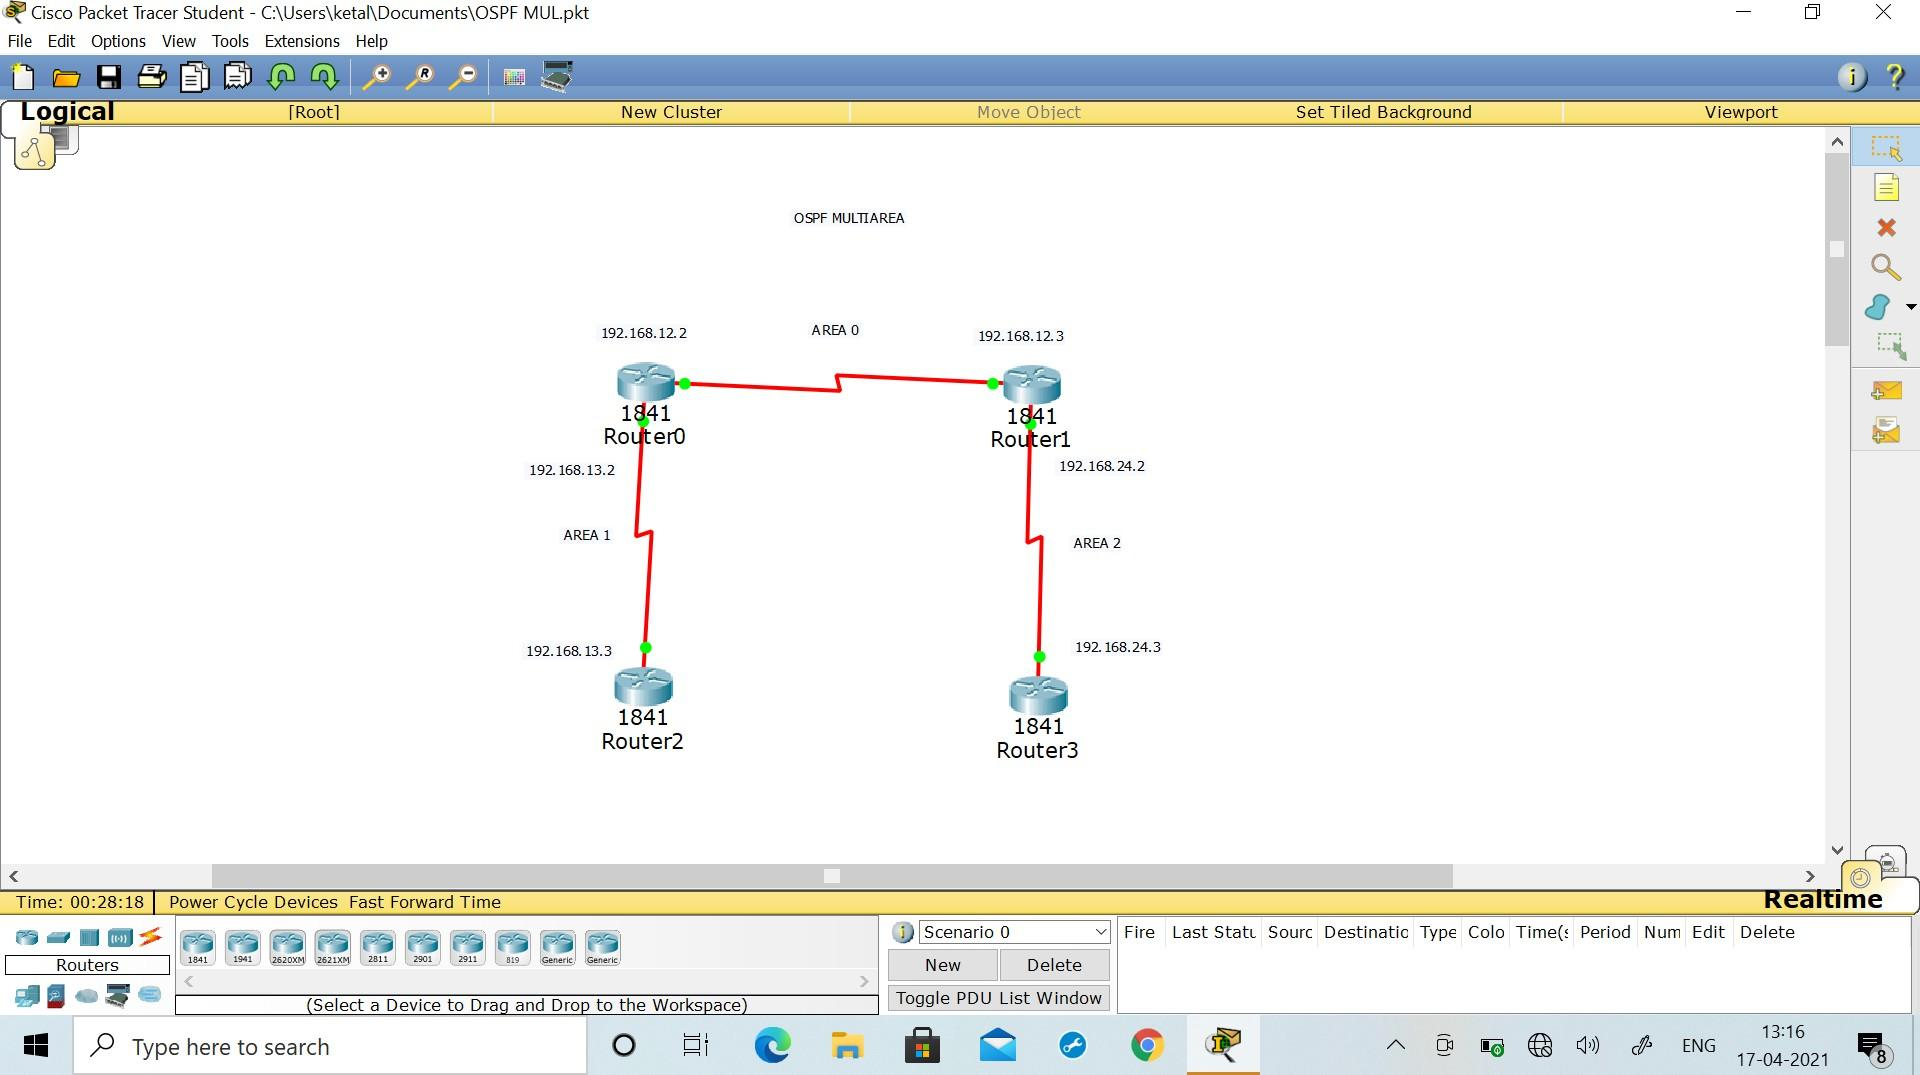 Cisco Packet Tracer Student - C:\Users\ketal\Documents\OSPF MUL.pkt
File Edit Options View Tools Extensions Help
Logical [Root] New Cluster Move Object Set Tiled Background Viewport
OSPF MULTIAREA
192.168.12.2 AREA 0 192.168.12.3
1841
Router0
1841
Router1
192.168.13.2 192.168.24.2
AREA 1 AREA 2
192.168.13.3 192.168.24.3
1841
Router2
1841
Router3
Time: 00:28:18 Power Cycle Devices Fast Forward Time Realtime
Routers
1841 1941 2620XM 2621XM 2811 2901 2911 819 Generic Generic
(Select a Device to Drag and Drop to the Workspace)
Scenario 0
New Delete
Toggle PDU List Window
Fire Last Statu Sourc Destinatic Type Colo Time(s Period Num Edit Delete
Type here to search
ENG
13:16
17-04-2021
8